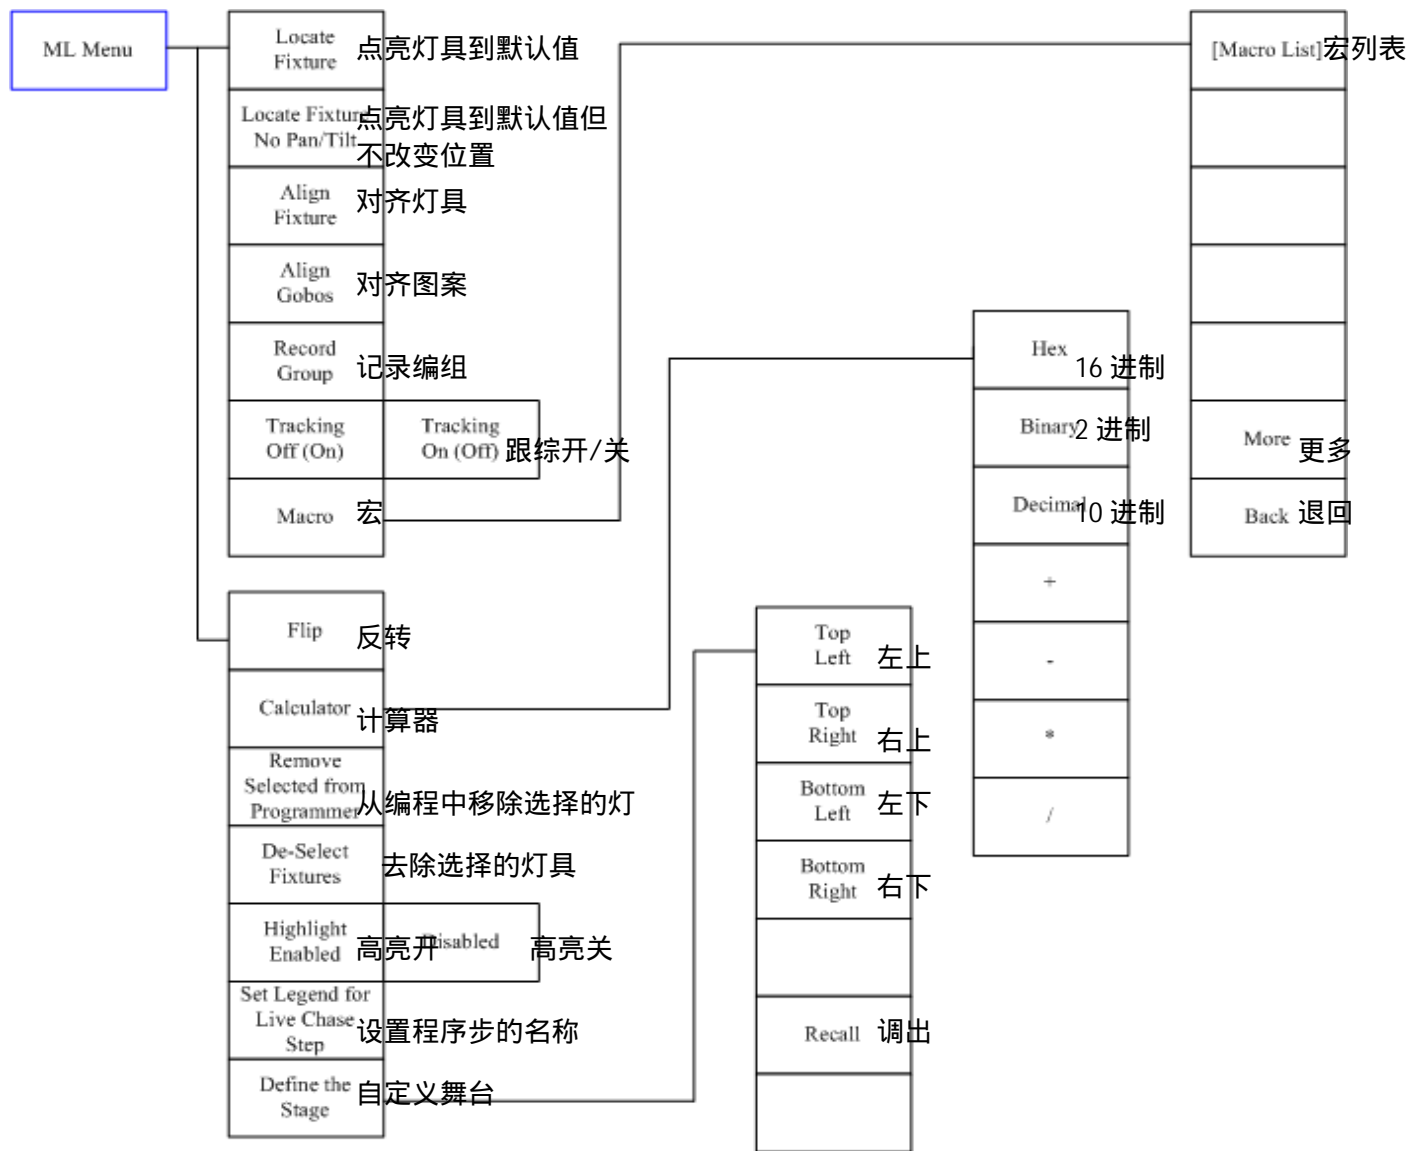 ML Menu
Locate
Fixture
点亮灯具到默认值
Locate Fixture
No Pan/Tilt
点亮灯具到默认值但
不改变位置
Align
Fixture
对齐灯具
Align
Gobos
对齐图案
Record
Group
记录编组
Tracking
Off (On)
Tracking
On (Off)
跟综开/关
Macro
宏
Flip
反转
Calculator
计算器
Remove
Selected from
Programmer
从编程中移除选择的灯
De-Select
Fixtures
去除选择的灯具
Highlight
Enabled
高亮开
Disabled
高亮关
Set Legend for
Live Chase
Step
设置程序步的名称
Define the
Stage
自定义舞台
Top
Left
左上
Top
Right
右上
Bottom
Left
左下
Bottom
Right
右下
Recall
调出
Hex
16 进制
Binary
2 进制
Decimal
10 进制
+
-
*
/
[Macro List]
宏列表
More
更多
Back
退回